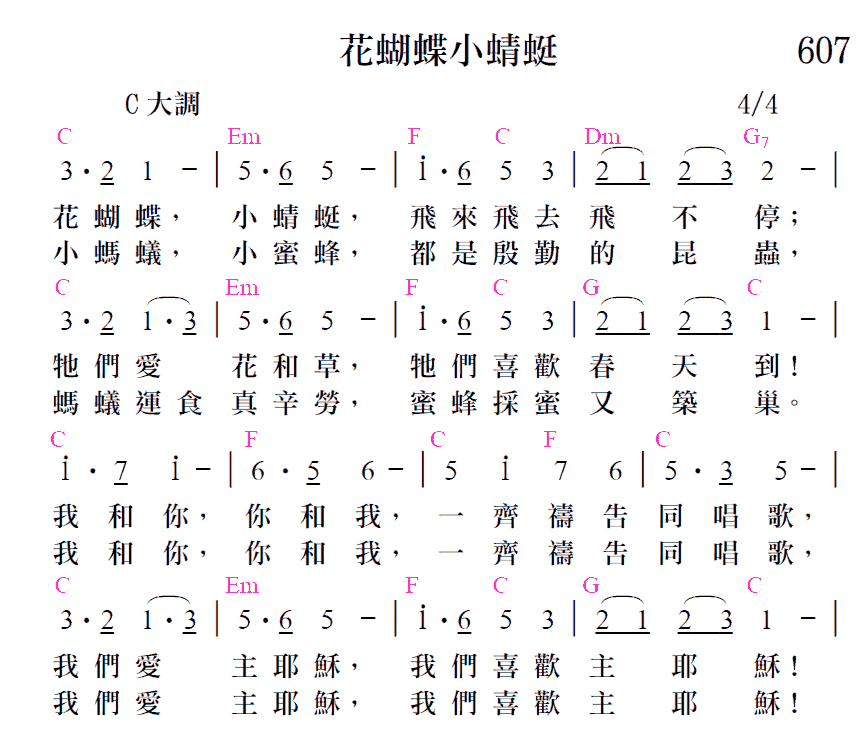 花蝴蝶小蜻蜓 607
C 大調 4/4
C Em F C Dm G7
3·2 1 － | 5·6 5 － | i·6 5 3 | 2 1 2 3 2 － |
花蝴蝶，小蜻蜓，飛來飛去飛不停；
小螞蟻，小蜜蜂，都是殷勤的昆蟲，
C Em F C G C
3·2 1·3 | 5·6 5 － | i·6 5 3 | 2 1 2 3 1 － |
牠們愛花和草，牠們喜歡春天到！
螞蟻運食真辛勞，蜜蜂採蜜又築巢。
C F C F C
i·7 i － | 6·5 6 － | 5 i 7 6 | 5·3 5 － |
我和你，你和我，一齊禱告同唱歌，
我和你，你和我，一齊禱告同唱歌，
C Em F C G C
3·2 1·3 | 5·6 5 － | i·6 5 3 | 2 1 2 3 1 － |
我們愛主耶穌，我們喜歡主耶穌！
我們愛主耶穌，我們喜歡主耶穌！